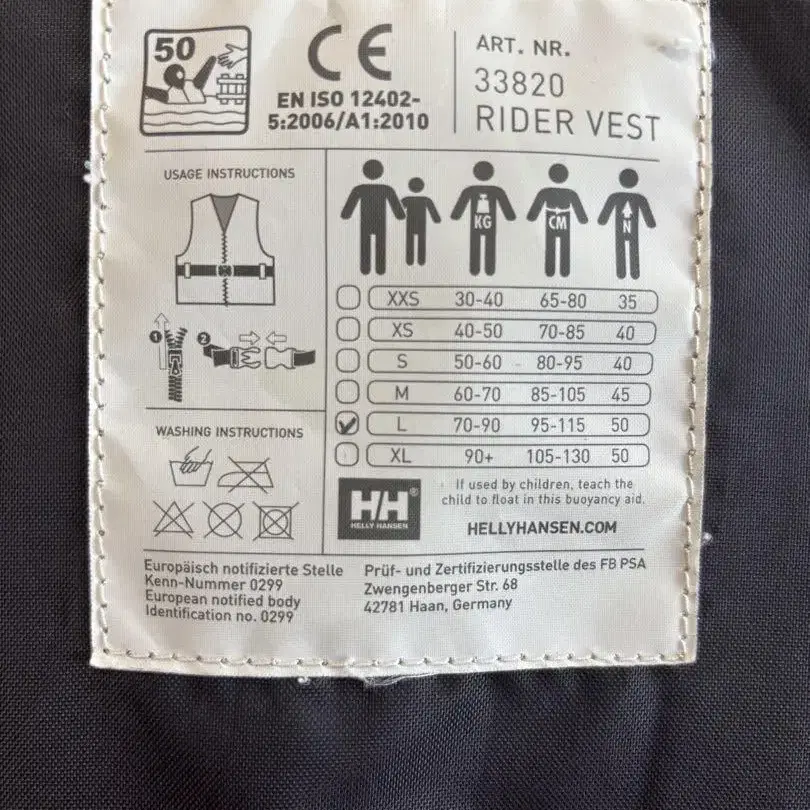 50
CE
EN ISO 12402-
5:2006/A1:2010
ART. NR.
33820
RIDER VEST
USAGE INSTRUCTIONS
1
2
KG CM N
XXS 30-40 65-80 35
XS 40-50 70-85 40
S 50-60 80-95 40
M 60-70 85-105 45
L 70-90 95-115 50
XL 90+ 105-130 50
WASHING INSTRUCTIONS
HH®
HELLY HANSEN
If used by children, teach the
child to float in this buoyancy aid.
HELLYHANSEN.COM
Europäisch notifizierte Stelle
Kenn-Nummer 0299
European notified body
Identification no. 0299
Prüf- und Zertifizierungsstelle des FB PSA
Zwengenberger Str. 68
42781 Haan, Germany